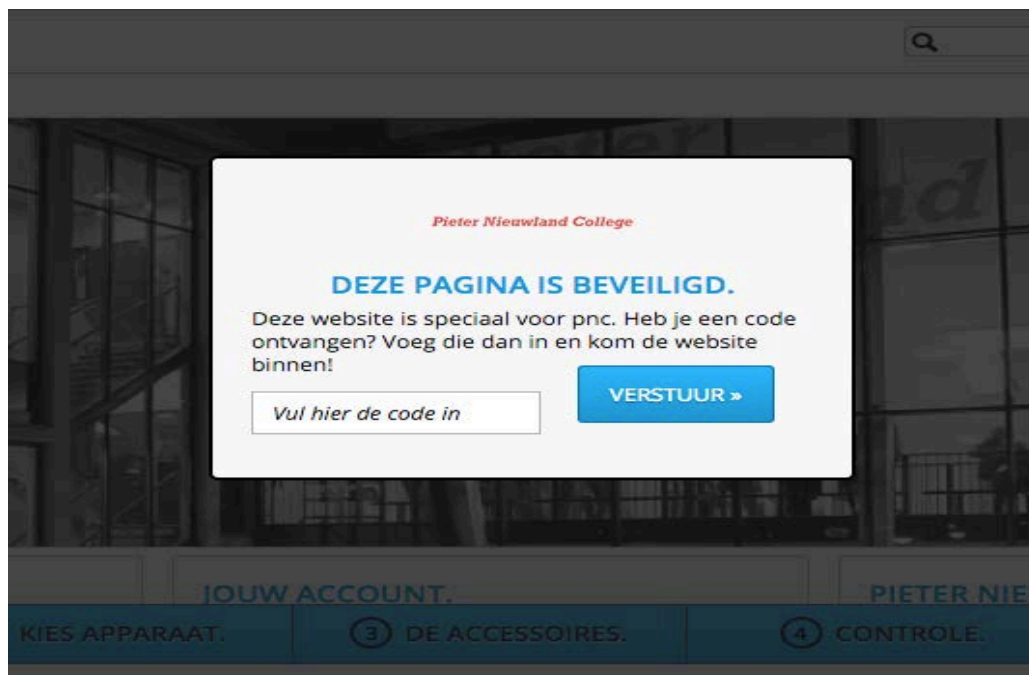 Pieter Nieuwland College
DEZE PAGINA IS BEVEILIGD.
Deze website is speciaal voor pnc. Heb je een code
ontvangen? Voeg die dan in en kom de website
binnen!
VERSTUUR »
Vul hier de code in
JOUW ACCOUNT.
PIETER NIE
KIES APPARAAT.
3 DE ACCESSOIRES.
4 CONTROLE.